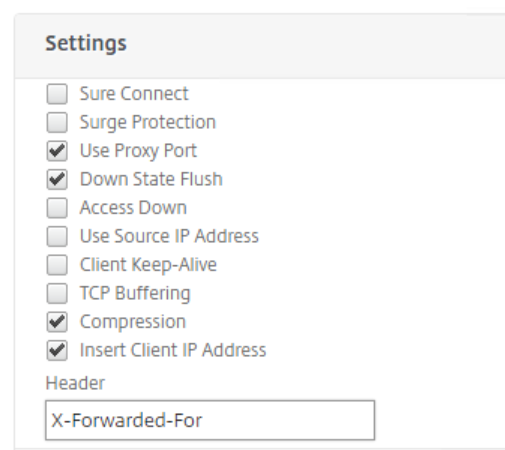 Settings
Sure Connect
Surge Protection
Use Proxy Port
Down State Flush
Access Down
Use Source IP Address
Client Keep-Alive
TCP Buffering
Compression
Insert Client IP Address
Header
X-Forwarded-For